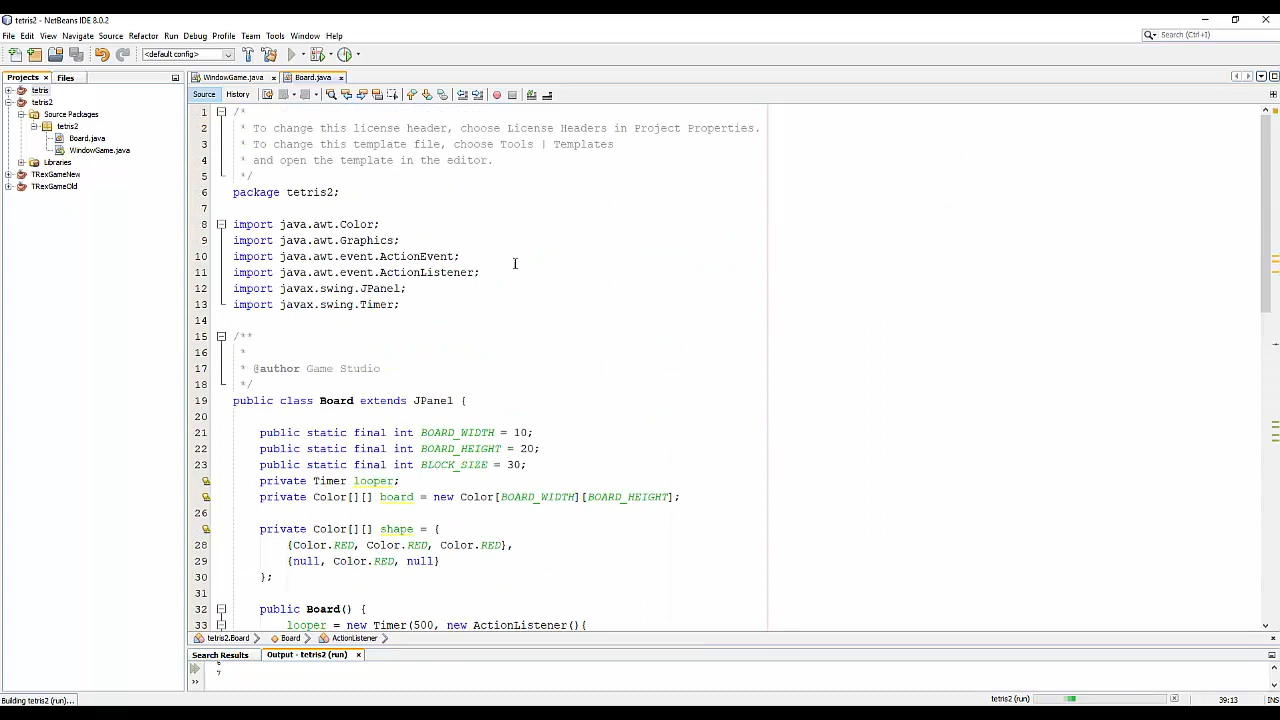 tetris2 - NetBeans IDE 8.0.2
File Edit View Navigate Source Refactor Run Debug Profile Team Tools Window Help
Search (Ctrl+I)
<default config>
Projects Files
WindowGame.java Board.java
Source History
tetris
tetris2
Source Packages
tetris2
Board.java
WindowGame.java
Libraries
TRexGameNew
TRexGameOld
1 /*
2 * To change this license header, choose License Headers in Project Properties.
3 * To change this template file, choose Tools | Templates
4 * and open the template in the editor.
5 */
6 package tetris2;
7
8 import java.awt.Color;
9 import java.awt.Graphics;
10 import java.awt.event.ActionEvent;
11 import java.awt.event.ActionListener;
12 import javax.swing.JPanel;
13 import javax.swing.Timer;
14
15 /**
16 *
17 * @author Game Studio
18 */
19 public class Board extends JPanel {
20
21 public static final int BOARD_WIDTH = 10;
22 public static final int BOARD_HEIGHT = 20;
23 public static final int BLOCK_SIZE = 30;
private Timer looper;
private Color[][] board = new Color[BOARD_WIDTH][BOARD_HEIGHT];
26
private Color[][] shape = {
28 {Color.RED, Color.RED, Color.RED},
29 {null, Color.RED, null}
30 };
31
32 public Board() {
33 looper = new Timer(500, new ActionListener(){
tetris2.Board Board ActionListener
Search Results Output - tetris2 (run)
7
Building tetris2 (run)... tetris2 (run) 39:13 INS